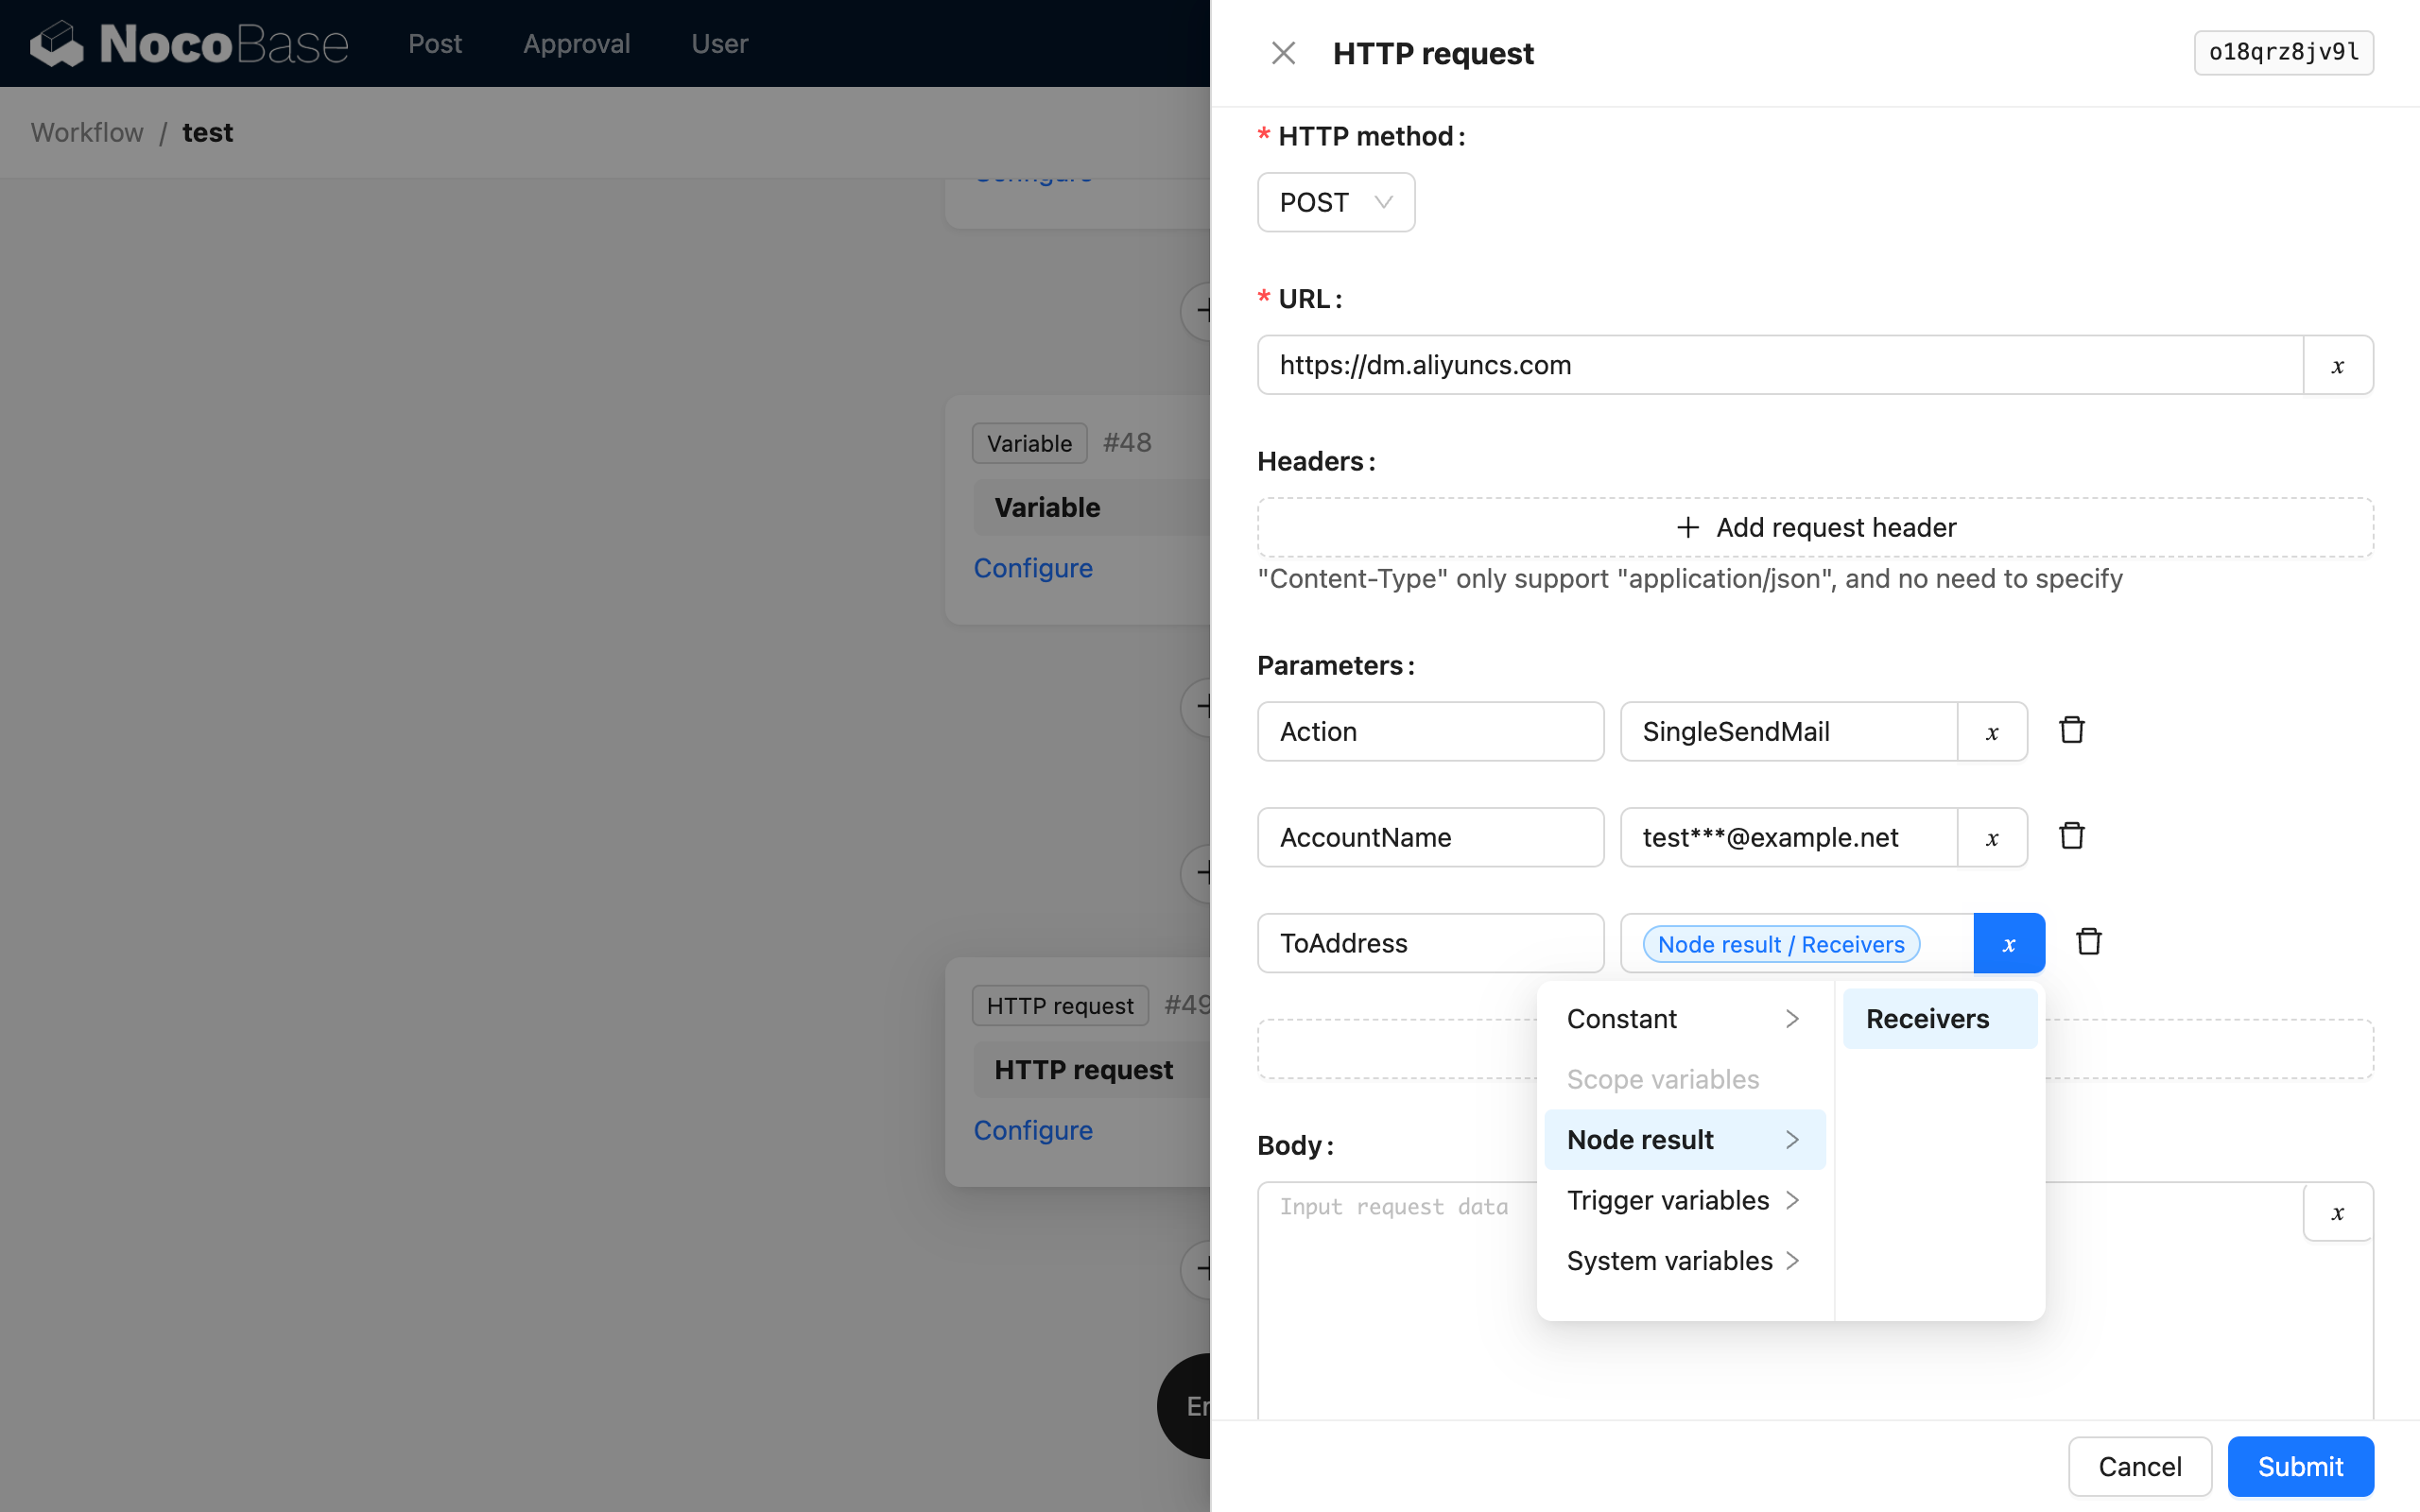 NocoBase
Post
Approval
User
Workflow / test
Configure
Variable #48
Variable
Configure
HTTP request #49
HTTP request
Configure
HTTP request
o18qrz8jv9l
* HTTP method:
POST
* URL:
https://dm.aliyuncs.com
x
Headers:
+ Add request header
"Content-Type" only support "application/json", and no need to specify
Parameters:
Action
SingleSendMail
x
AccountName
test***@example.net
x
ToAddress
Node result / Receivers
x
Constant
Receivers
Scope variables
Node result
Trigger variables
System variables
Body:
Input request data
x
Cancel
Submit